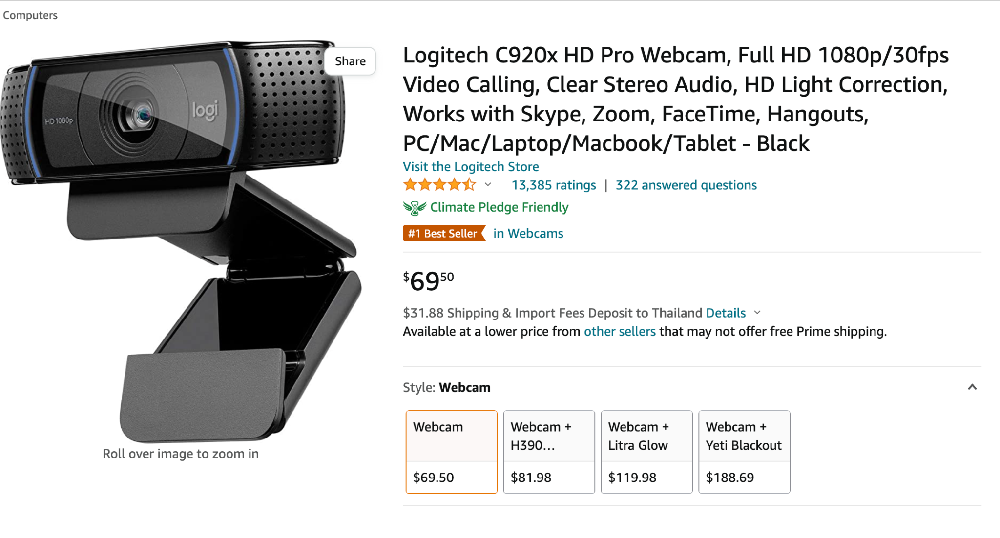 Computers
Share
HD 1080p
logi
Roll over image to zoom in
Logitech C920x HD Pro Webcam, Full HD 1080p/30fps
Video Calling, Clear Stereo Audio, HD Light Correction,
Works with Skype, Zoom, FaceTime, Hangouts,
PC/Mac/Laptop/Macbook/Tablet - Black
Visit the Logitech Store
13,385 ratings | 322 answered questions
Climate Pledge Friendly
#1 Best Seller in Webcams
$69.50
$31.88 Shipping & Import Fees Deposit to Thailand Details
Available at a lower price from other sellers that may not offer free Prime shipping.
Style: Webcam
Webcam
$69.50
Webcam +
H390...
$81.98
Webcam +
Litra Glow
$119.98
Webcam +
Yeti Blackout
$188.69